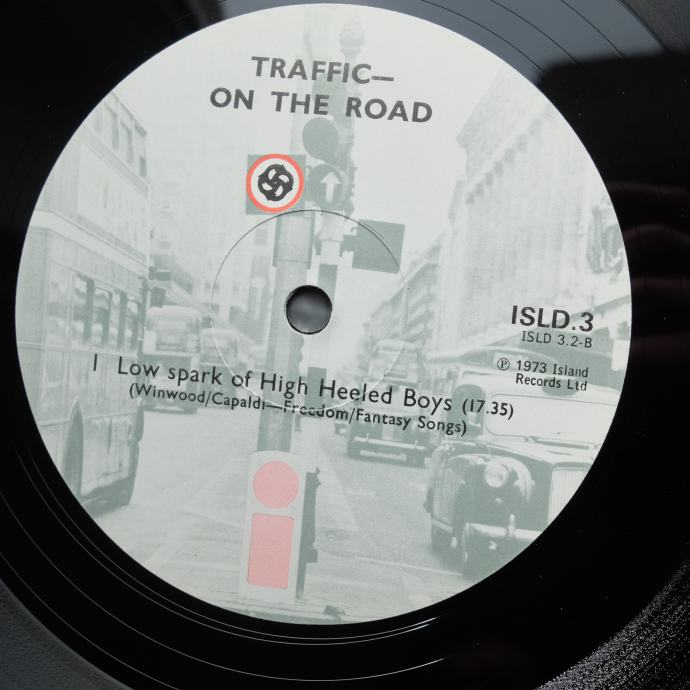 TRAFFIC—
ON THE ROAD
ISLD.3
ISLD 3.2-B
℗ 1973 Island
Records Ltd
1 Low spark of High Heeled Boys (17.35)
(Winwood/Capaldi—Freedom/Fantasy Songs)